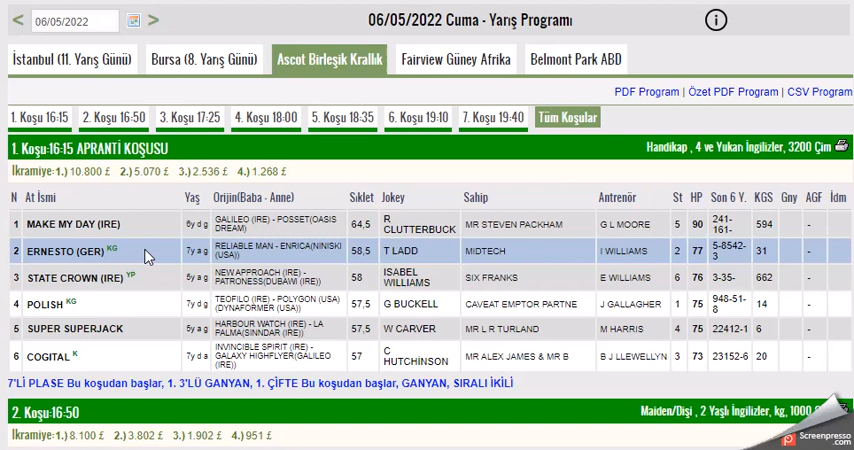 < 06/05/2022 > 06/05/2022 Cuma - Yarış Programı
İstanbul (11. Yarış Günü) Bursa (8. Yarış Günü) Ascot Birleşik Krallık Fairview Güney Afrika Belmont Park ABD
PDF Program | Özet PDF Program | CSV Program
1. Koşu 16:15 2. Koşu 16:50 3. Koşu 17:25 4. Koşu 18:00 5. Koşu 18:35 6. Koşu 19:10 7. Koşu 19:40 Tüm Koşular
1. Koşu:16:15 APRANTİ KOŞUSU Handikap , 4 ve Yukarı İngilizler, 3200 Çim
İkramiye:1.) 10.800 £ 2.) 5.070 £ 3.) 2.536 £ 4.) 1.268 £
N At İsmi Yaş Orijin(Baba - Anne) Sıklet Jokey Sahip Antrenör St HP Son 6 Y. KGS Gny AGF İdm
1 MAKE MY DAY (IRE) 6y d g GALILEO (IRE) - POSSET(OASIS DREAM) 64,5 R CLUTTERBUCK MR STEVEN PACKHAM G L MOORE 5 90 241-161- 594 -
2 ERNESTO (GER) KG 7y a g RELIABLE MAN - ENRICA(NINISKI (USA)) 58,5 T LADD MIDTECH I WILLIAMS 2 77 5-8542-3 31 -
3 STATE CROWN (IRE) YP 5y a g NEW APPROACH (IRE) - PATRONESS(DUBAWI (IRE)) 58 ISABEL WILLIAMS SIX FRANKS E WILLIAMS 6 76 3-35- 662 -
4 POLISH KG 7y d g TEOFILO (IRE) - POLYGON (USA)(DYNAFORMER (USA)) 57,5 G BUCKELL CAVEAT EMPTOR PARTNE J GALLAGHER 1 75 948-51-8 14 -
5 SUPER SUPERJACK 5y a g HARBOUR WATCH (IRE) - LA PALMA(SINNDAR (IRE)) 57,5 W CARVER MR L R TURLAND M HARRIS 4 75 22412-1 6 -
6 COGITAL K 7y d a INVINCIBLE SPIRIT (IRE) - GALAXY HIGHFLYER(GALILEO (IRE)) 57 C HUTCHİNSON MR ALEX JAMES & MR B B J LLEWELLYN 3 73 23152-6 20 -
7'Lİ PLASE Bu koşudan başlar, 1. 3'LÜ GANYAN, 1. ÇİFTE Bu koşudan başlar, GANYAN, SIRALI İKİLİ
2. Koşu:16:50 Maiden/Dişi , 2 Yaşlı İngilizler, kg, 1000
İkramiye:1.) 8.100 £ 2.) 3.802 £ 3.) 1.902 £ 4.) 951 £
Screenpresso
.com